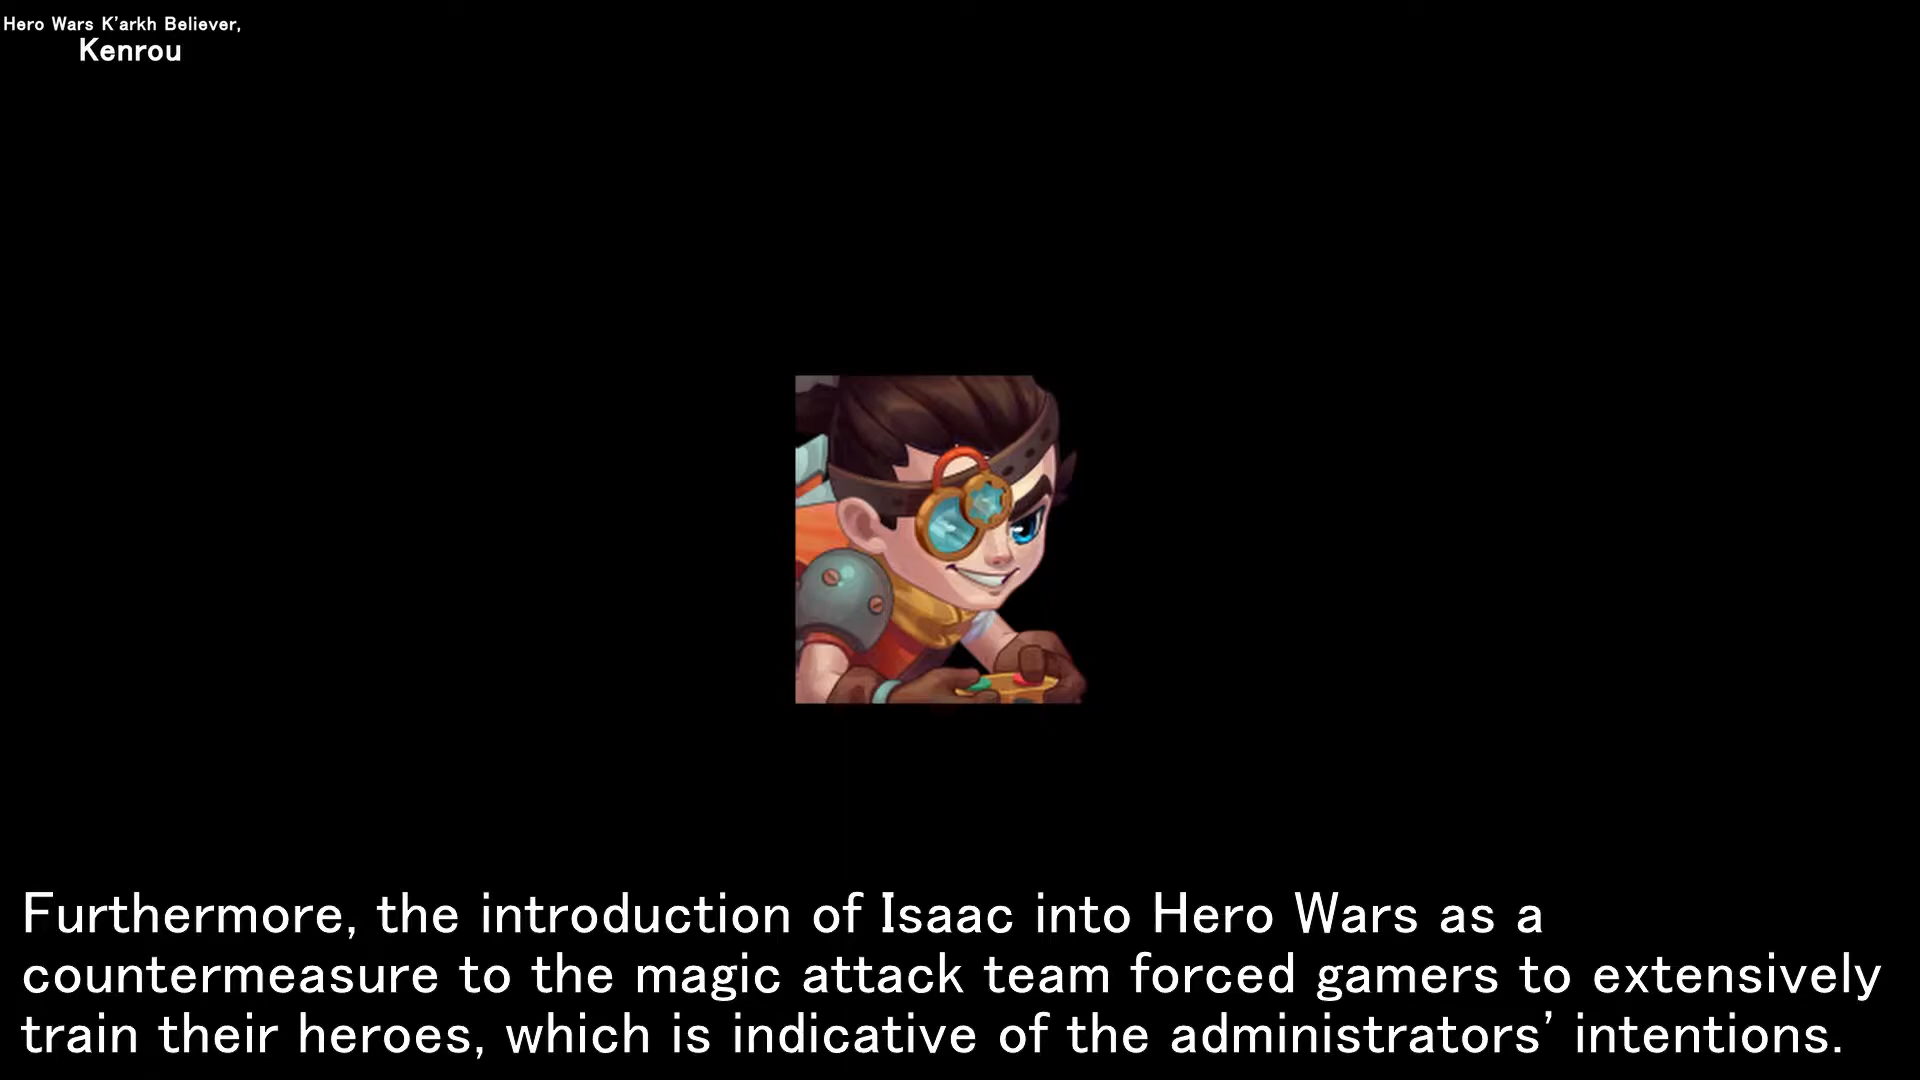 Hero Wars K'arkh Believer,
Kenrou
Furthermore, the introduction of Isaac into Hero Wars as a
countermeasure to the magic attack team forced gamers to extensively
train their heroes, which is indicative of the administrators' intentions.